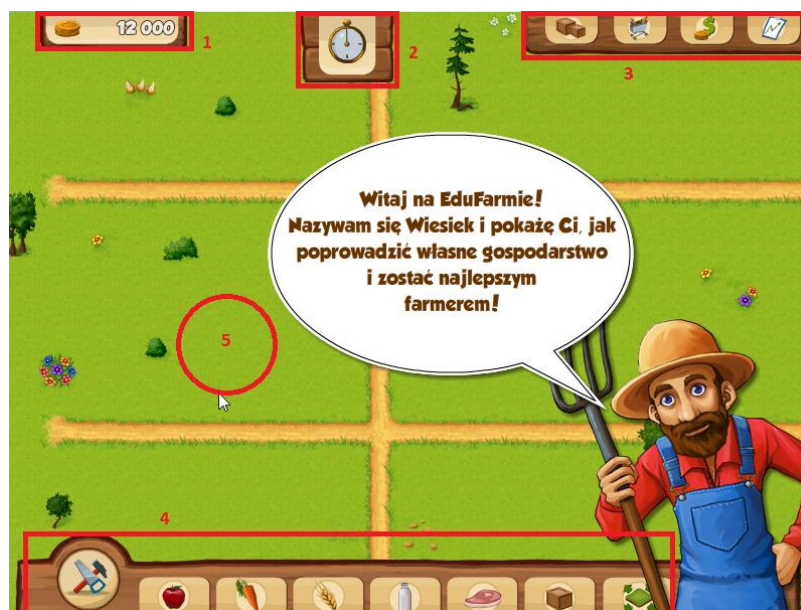 12 000
1
2
3
Witaj na EduFarmie!
Nazywam się Wiesiek i pokażę Ci, jak
poprowadzić własne gospodarstwo
i zostać najlepszym
farmerem!
5
4